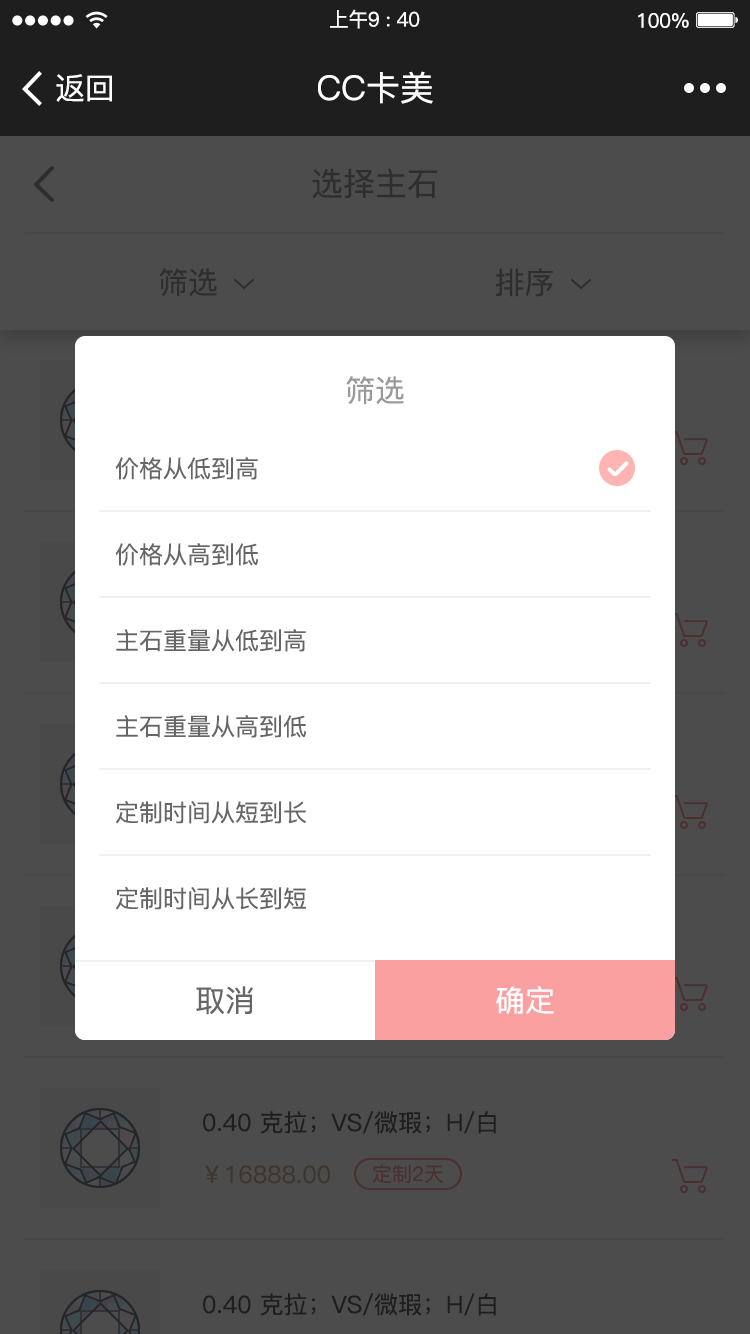 上午9 : 40
100%
返回
CC卡美
选择主石
筛选
排序
筛选
价格从低到高
价格从高到低
主石重量从低到高
主石重量从高到低
定制时间从短到长
定制时间从长到短
取消
确定
0.40 克拉；VS/微瑕；H/白
¥16888.00
定制2天
0.40 克拉；VS/微瑕；H/白